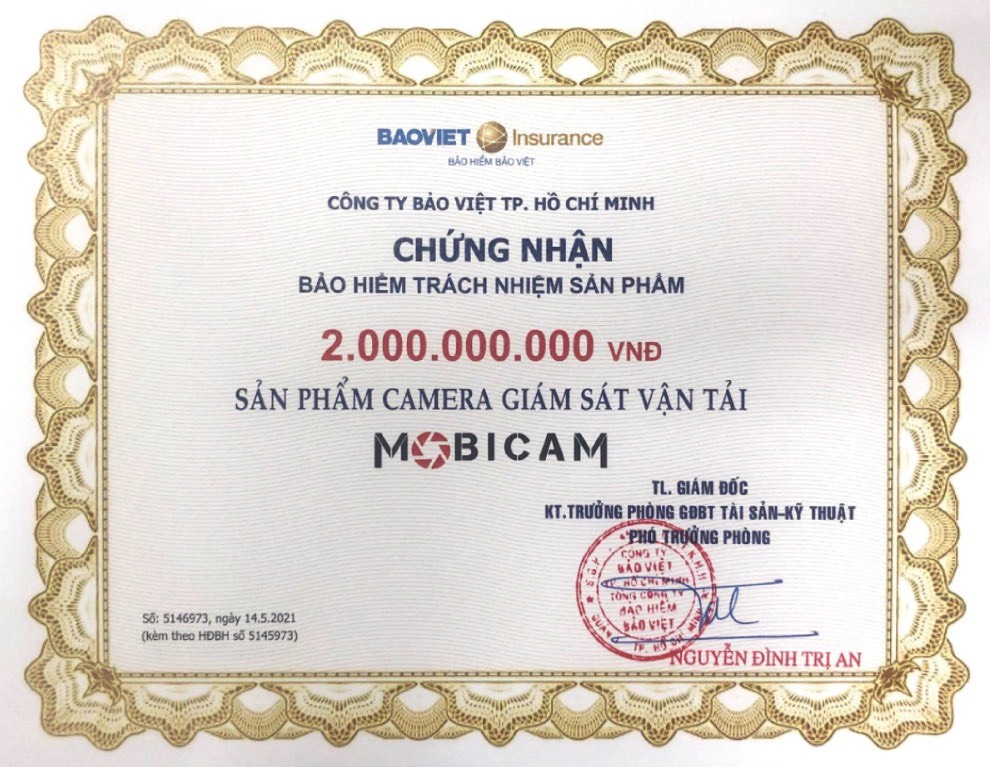 BAOVIET Insurance
BẢO HIỂM BẢO VIỆT
CÔNG TY BẢO VIỆT TP. HỒ CHÍ MINH
CHỨNG NHẬN
BẢO HIỂM TRÁCH NHIỆM SẢN PHẨM
2.000.000.000 VNĐ
SẢN PHẨM CAMERA GIÁM SÁT VẬN TẢI
MOBICAM
TL. GIÁM ĐỐC
KT.TRƯỞNG PHÒNG GĐBT TÀI SẢN-KỸ THUẬT
PHÓ TRƯỞNG PHÒNG
CÔNG TY
BẢO VIỆT
TP. HỒ CHÍ MINH
TỔNG CÔNG TY
BẢO HIỂM
BẢO VIỆT
TP. HỒ CHÍ MINH
Số: 5146973, ngày 14.5.2021
(kèm theo HĐBH số 5145973)
NGUYỄN ĐÌNH TRỊ AN